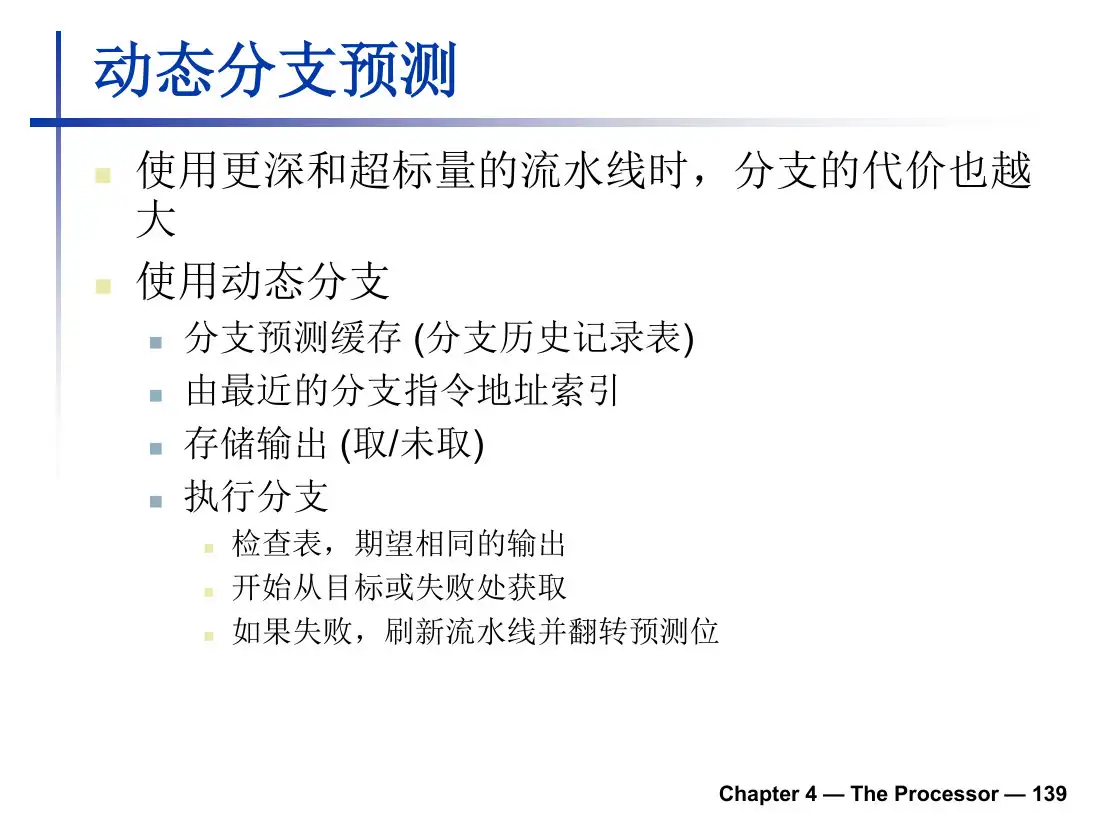 动态分支预测
使用更深和超标量的流水线时，分支的代价也越
大
使用动态分支
分支预测缓存 (分支历史记录表)
由最近的分支指令地址索引
存储输出 (取/未取)
执行分支
检查表，期望相同的输出
开始从目标或失败处获取
如果失败，刷新流水线并翻转预测位
Chapter 4 — The Processor — 139